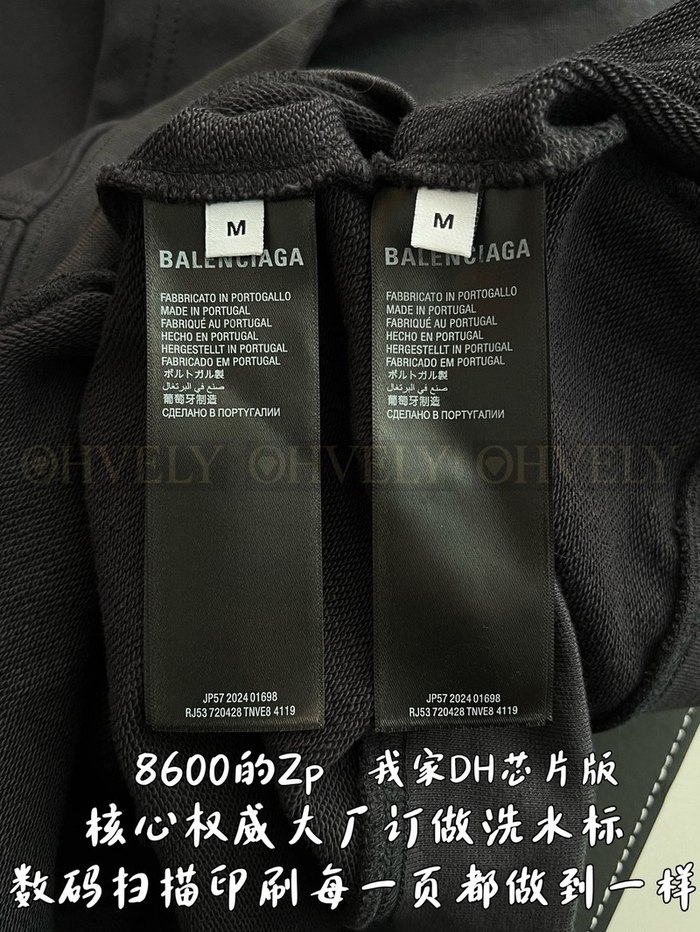 M
BALENCIAGA
FABBRICATO IN PORTOGALLO
MADE IN PORTUGAL
FABRIQUÉ AU PORTUGAL
HECHO EN PORTUGAL
HERGESTELLT IN PORTUGAL
FABRICADO EM PORTUGAL
ポルトガル製
صنع في البرتغال
葡萄牙制造
СДЕЛАНО В ПОРТУГАЛИИ
JP57 2024 01698
RJ53 720428 TNVE8 4119
M
BALENCIAGA
FABBRICATO IN PORTOGALLO
MADE IN PORTUGAL
FABRIQUÉ AU PORTUGAL
HECHO EN PORTUGAL
HERGESTELLT IN PORTUGAL
FABRICADO EM PORTUGAL
ポルトガル製
صنع في البرتغال
葡萄牙制造
СДЕЛАНО В ПОРТУГАЛИИ
JP57 2024 01698
RJ53 720428 TNVE8 4119
OHVELY OHVELY OHVELY
8600的Zp 我家DH芯片版
核心权威大厂订做洗水标
数码扫描印刷每一页都做到一样